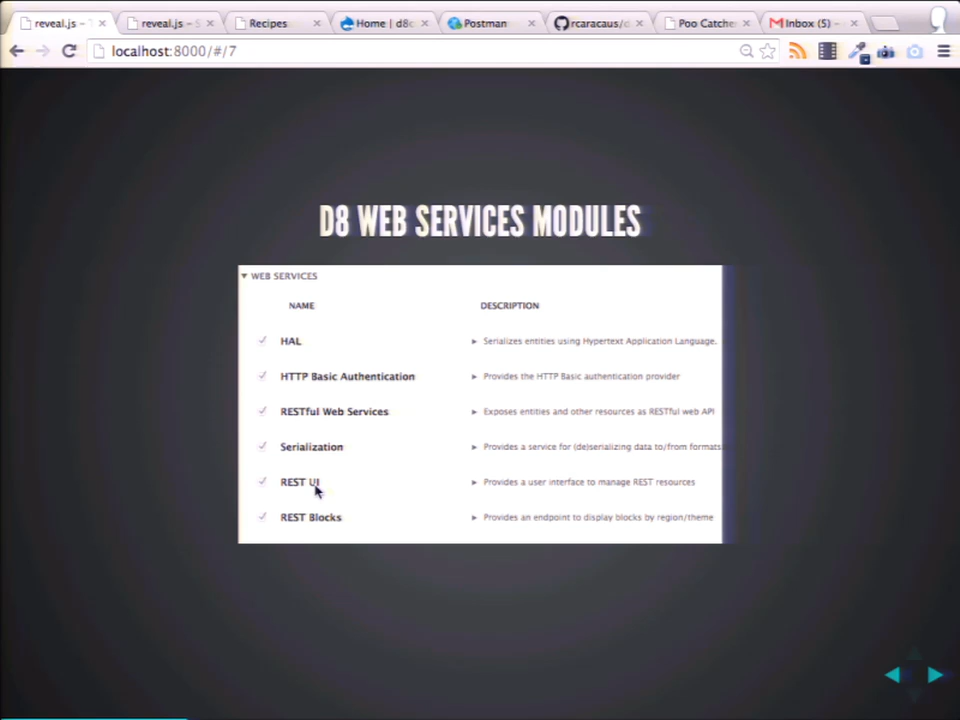 reveal.js –
reveal.js – S
Recipes
Home | d8c
Postman
rcaracaus/d
Poo Catche
Inbox (5) –
localhost:8000/#/7
D8 WEB SERVICES MODULES
WEB SERVICES
NAME DESCRIPTION
HAL Serializes entities using Hypertext Application Language.
HTTP Basic Authentication Provides the HTTP Basic authentication provider
RESTful Web Services Exposes entities and other resources as RESTful web API
Serialization Provides a service for (de)serializing data to/from formats
REST UI Provides a user interface to manage REST resources
REST Blocks Provides an endpoint to display blocks by region/theme